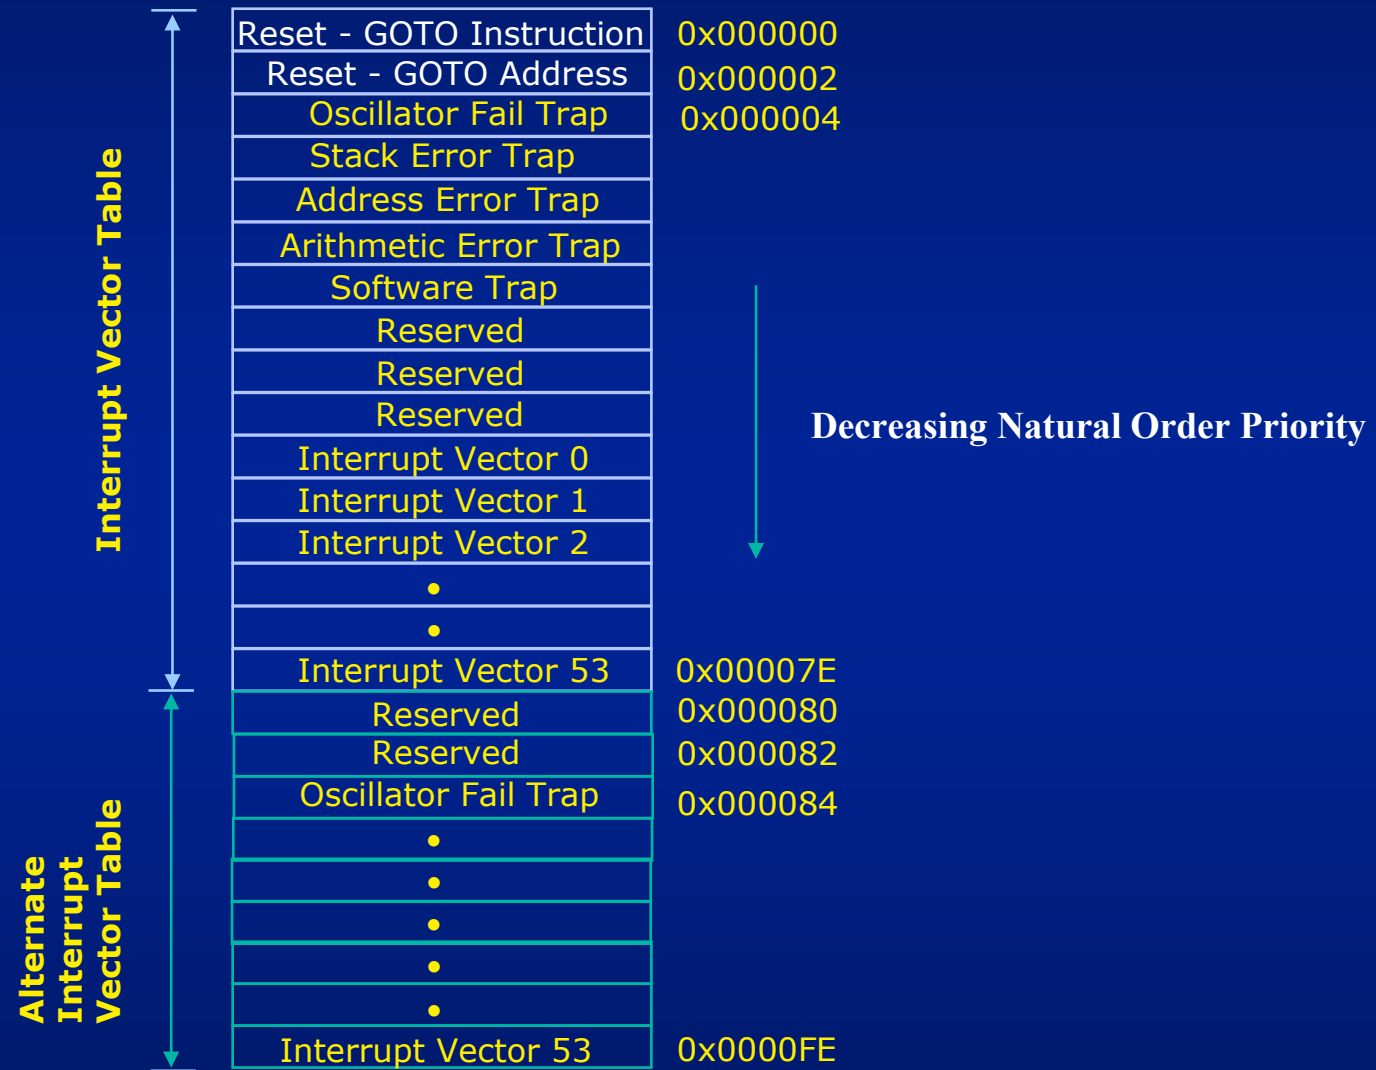 Reset - GOTO Instruction 0x000000
Reset - GOTO Address 0x000002
Oscillator Fail Trap 0x000004
Stack Error Trap
Address Error Trap
Arithmetic Error Trap
Software Trap
Reserved
Reserved
Reserved
Interrupt Vector 0
Interrupt Vector 1
Interrupt Vector 2
•
•
Interrupt Vector 53 0x00007E
Reserved 0x000080
Reserved 0x000082
Oscillator Fail Trap 0x000084
•
•
•
•
•
Interrupt Vector 53 0x0000FE
Interrupt Vector Table
Alternate
Interrupt
Vector Table
Decreasing Natural Order Priority